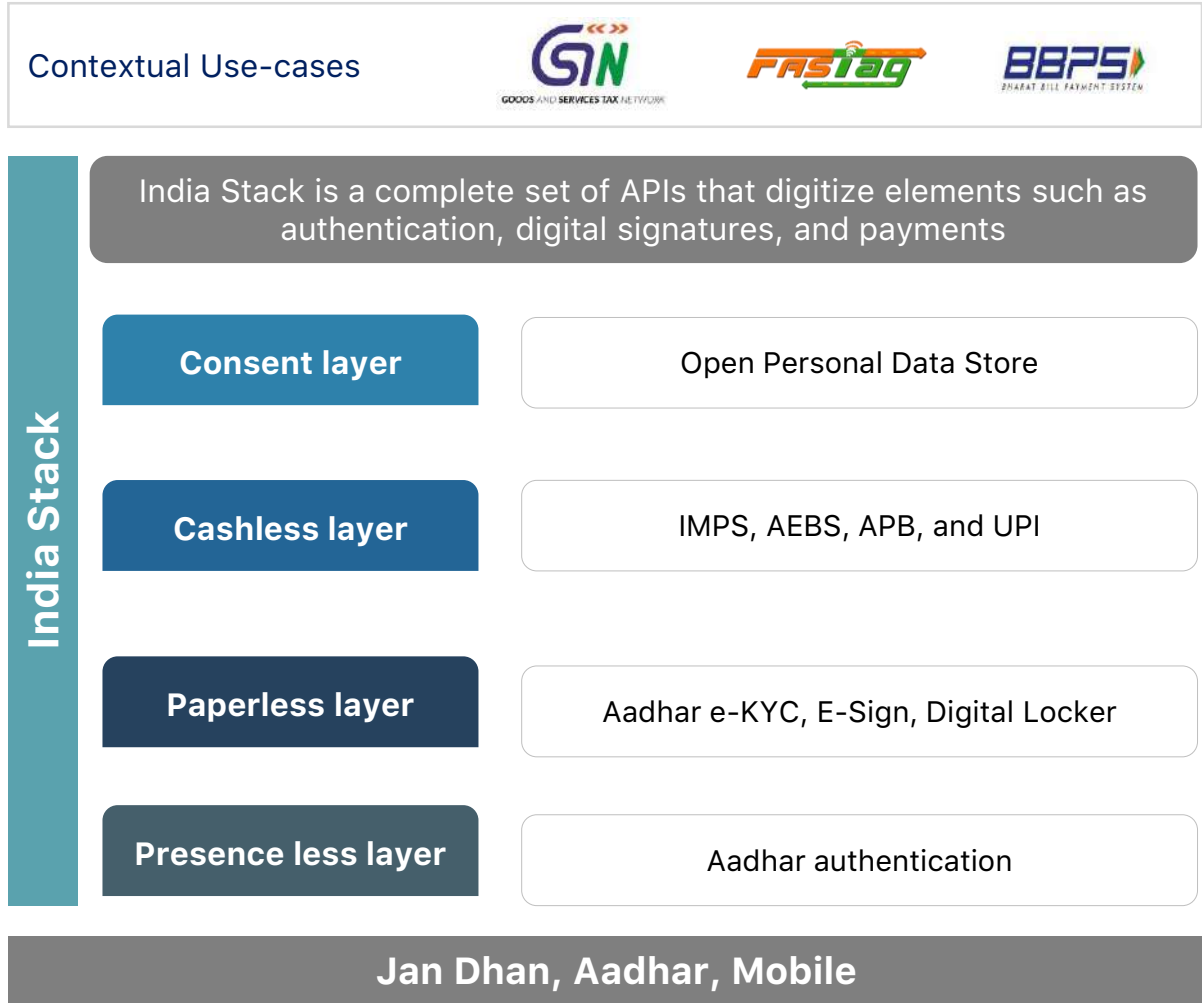 Contextual Use-cases
GSTN
GOODS AND SERVICES TAX NETWORK
FASTag
BBPS
BHARAT BILL PAYMENT SYSTEM
India Stack
India Stack is a complete set of APIs that digitize elements such as
authentication, digital signatures, and payments
Consent layer
Open Personal Data Store
Cashless layer
IMPS, AEBS, APB, and UPI
Paperless layer
Aadhar e-KYC, E-Sign, Digital Locker
Presence less layer
Aadhar authentication
Jan Dhan, Aadhar, Mobile